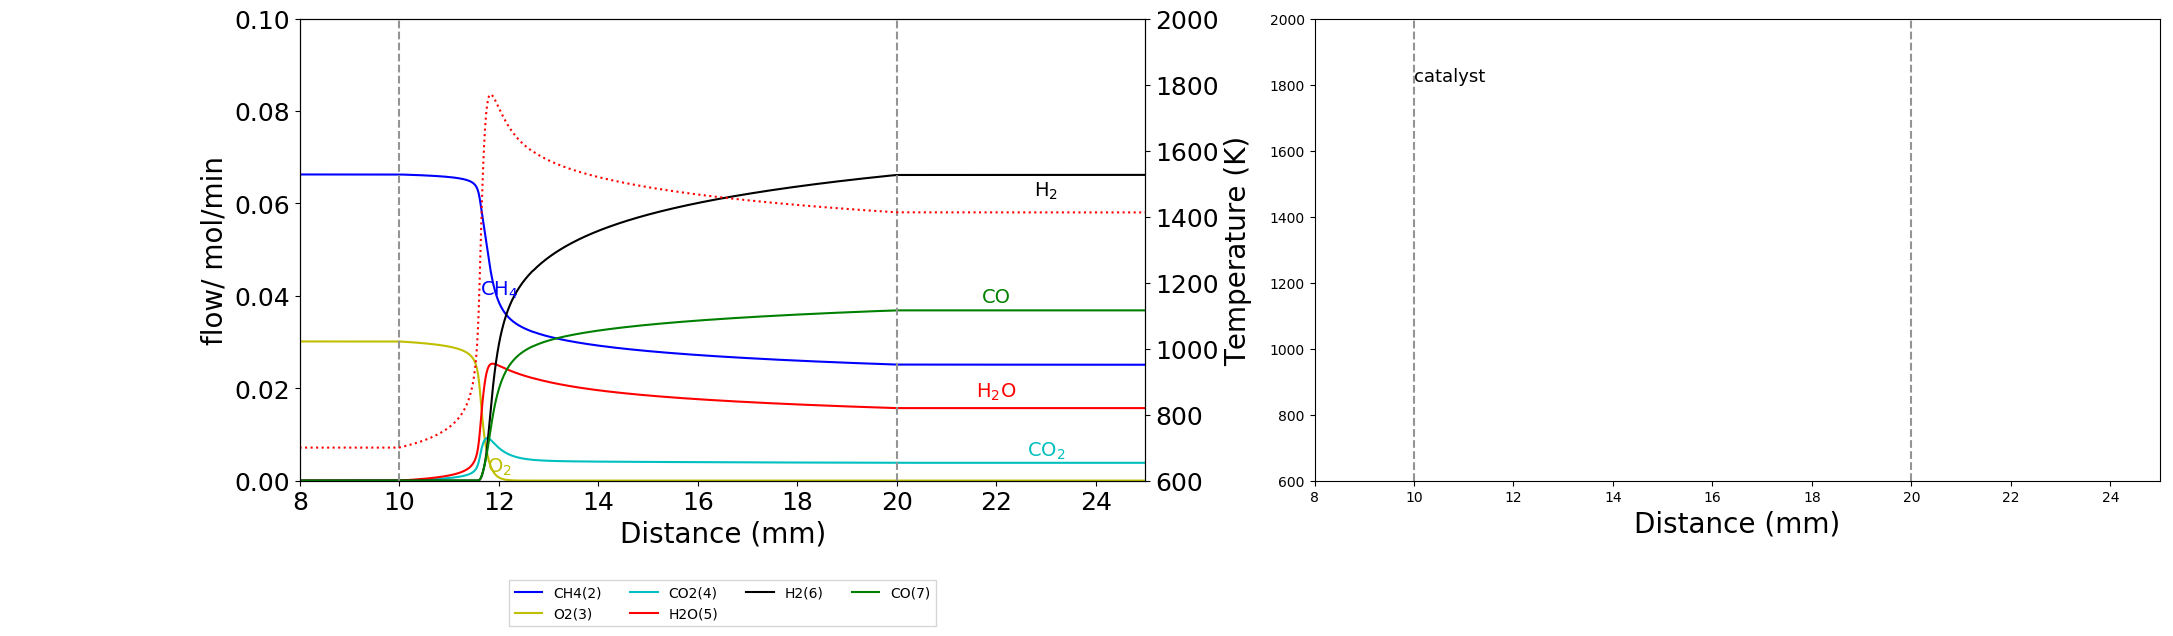 0.10
0.08
0.06
0.04
0.02
0.00
flow/ mol/min
8 10 12 14 16 18 20 22 24
Distance (mm)
2000
1800
1600
1400
1200
1000
800
600
Temperature (K)
H₂
CH₄
CO
H₂O
CO₂
O₂
CH4(2) CO2(4) H2(6) CO(7)
O2(3) H2O(5)
2000
1800
1600
1400
1200
1000
800
600
catalyst
8 10 12 14 16 18 20 22 24
Distance (mm)